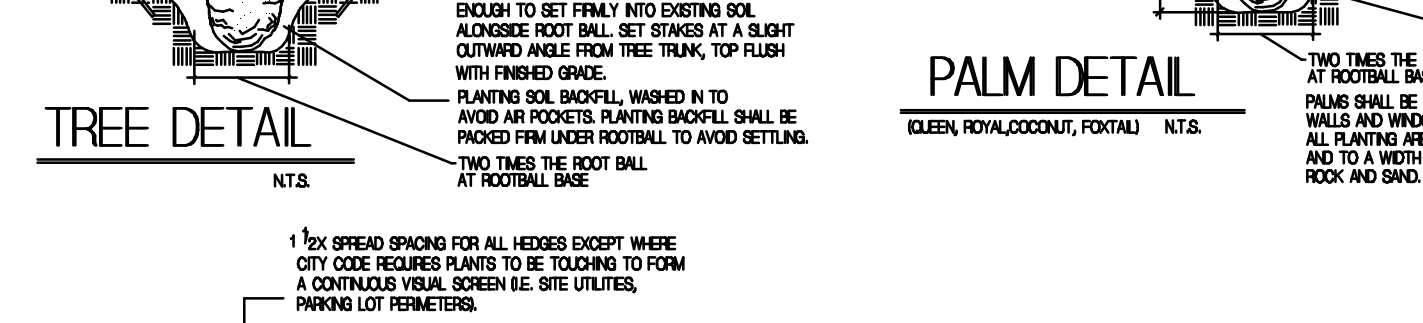 ENOUGH TO SET FIRMLY INTO EXISTING SOIL
ALONGSIDE ROOT BALL. SET STAKES AT A SLIGHT
OUTWARD ANGLE FROM TREE TRUNK, TOP FLUSH
WITH FINISHED GRADE.
PLANTING SOIL BACKFILL, WASHED IN TO
AVOID AIR POCKETS. PLANTING BACKFILL SHALL BE
PACKED FIRM UNDER ROOTBALL TO AVOID SETTLING.
TWO TIMES THE ROOT BALL
AT ROOTBALL BASE
TREE DETAIL
N.T.S.
1 1/2X SPREAD SPACING FOR ALL HEDGES EXCEPT WHERE
CITY CODE REQUIRES PLANTS TO BE TOUCHING TO FORM
A CONTINUOUS VISUAL SCREEN (I.E. SITE UTILITIES,
PARKING LOT PERIMETERS).
PALM DETAIL
(QUEEN, ROYAL,COCONUT, FOXTAIL) N.T.S.
TWO TIMES THE
AT ROOTBALL
PALMS SHALL BE
WALLS AND
ALL PLANTING
AND TO A WIDTH
ROCK AND SAND.